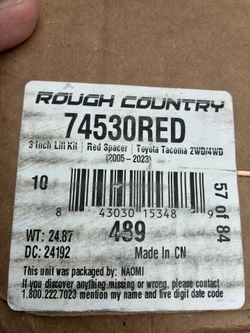 ROUGH COUNTRY
74530RED
3 Inch Lift Kit | Red Spacer | Toyota Tacoma 2WD/4WD
(2005 - 2023)
10
8 43030 15348 9
57 of 84
WT: 24.87
489
DC: 24192
Made In CN
This unit was packaged by: NAOMI
If you discover anything missing or wrong, please contact
1.800.222.7023 mention my name and live digit date code